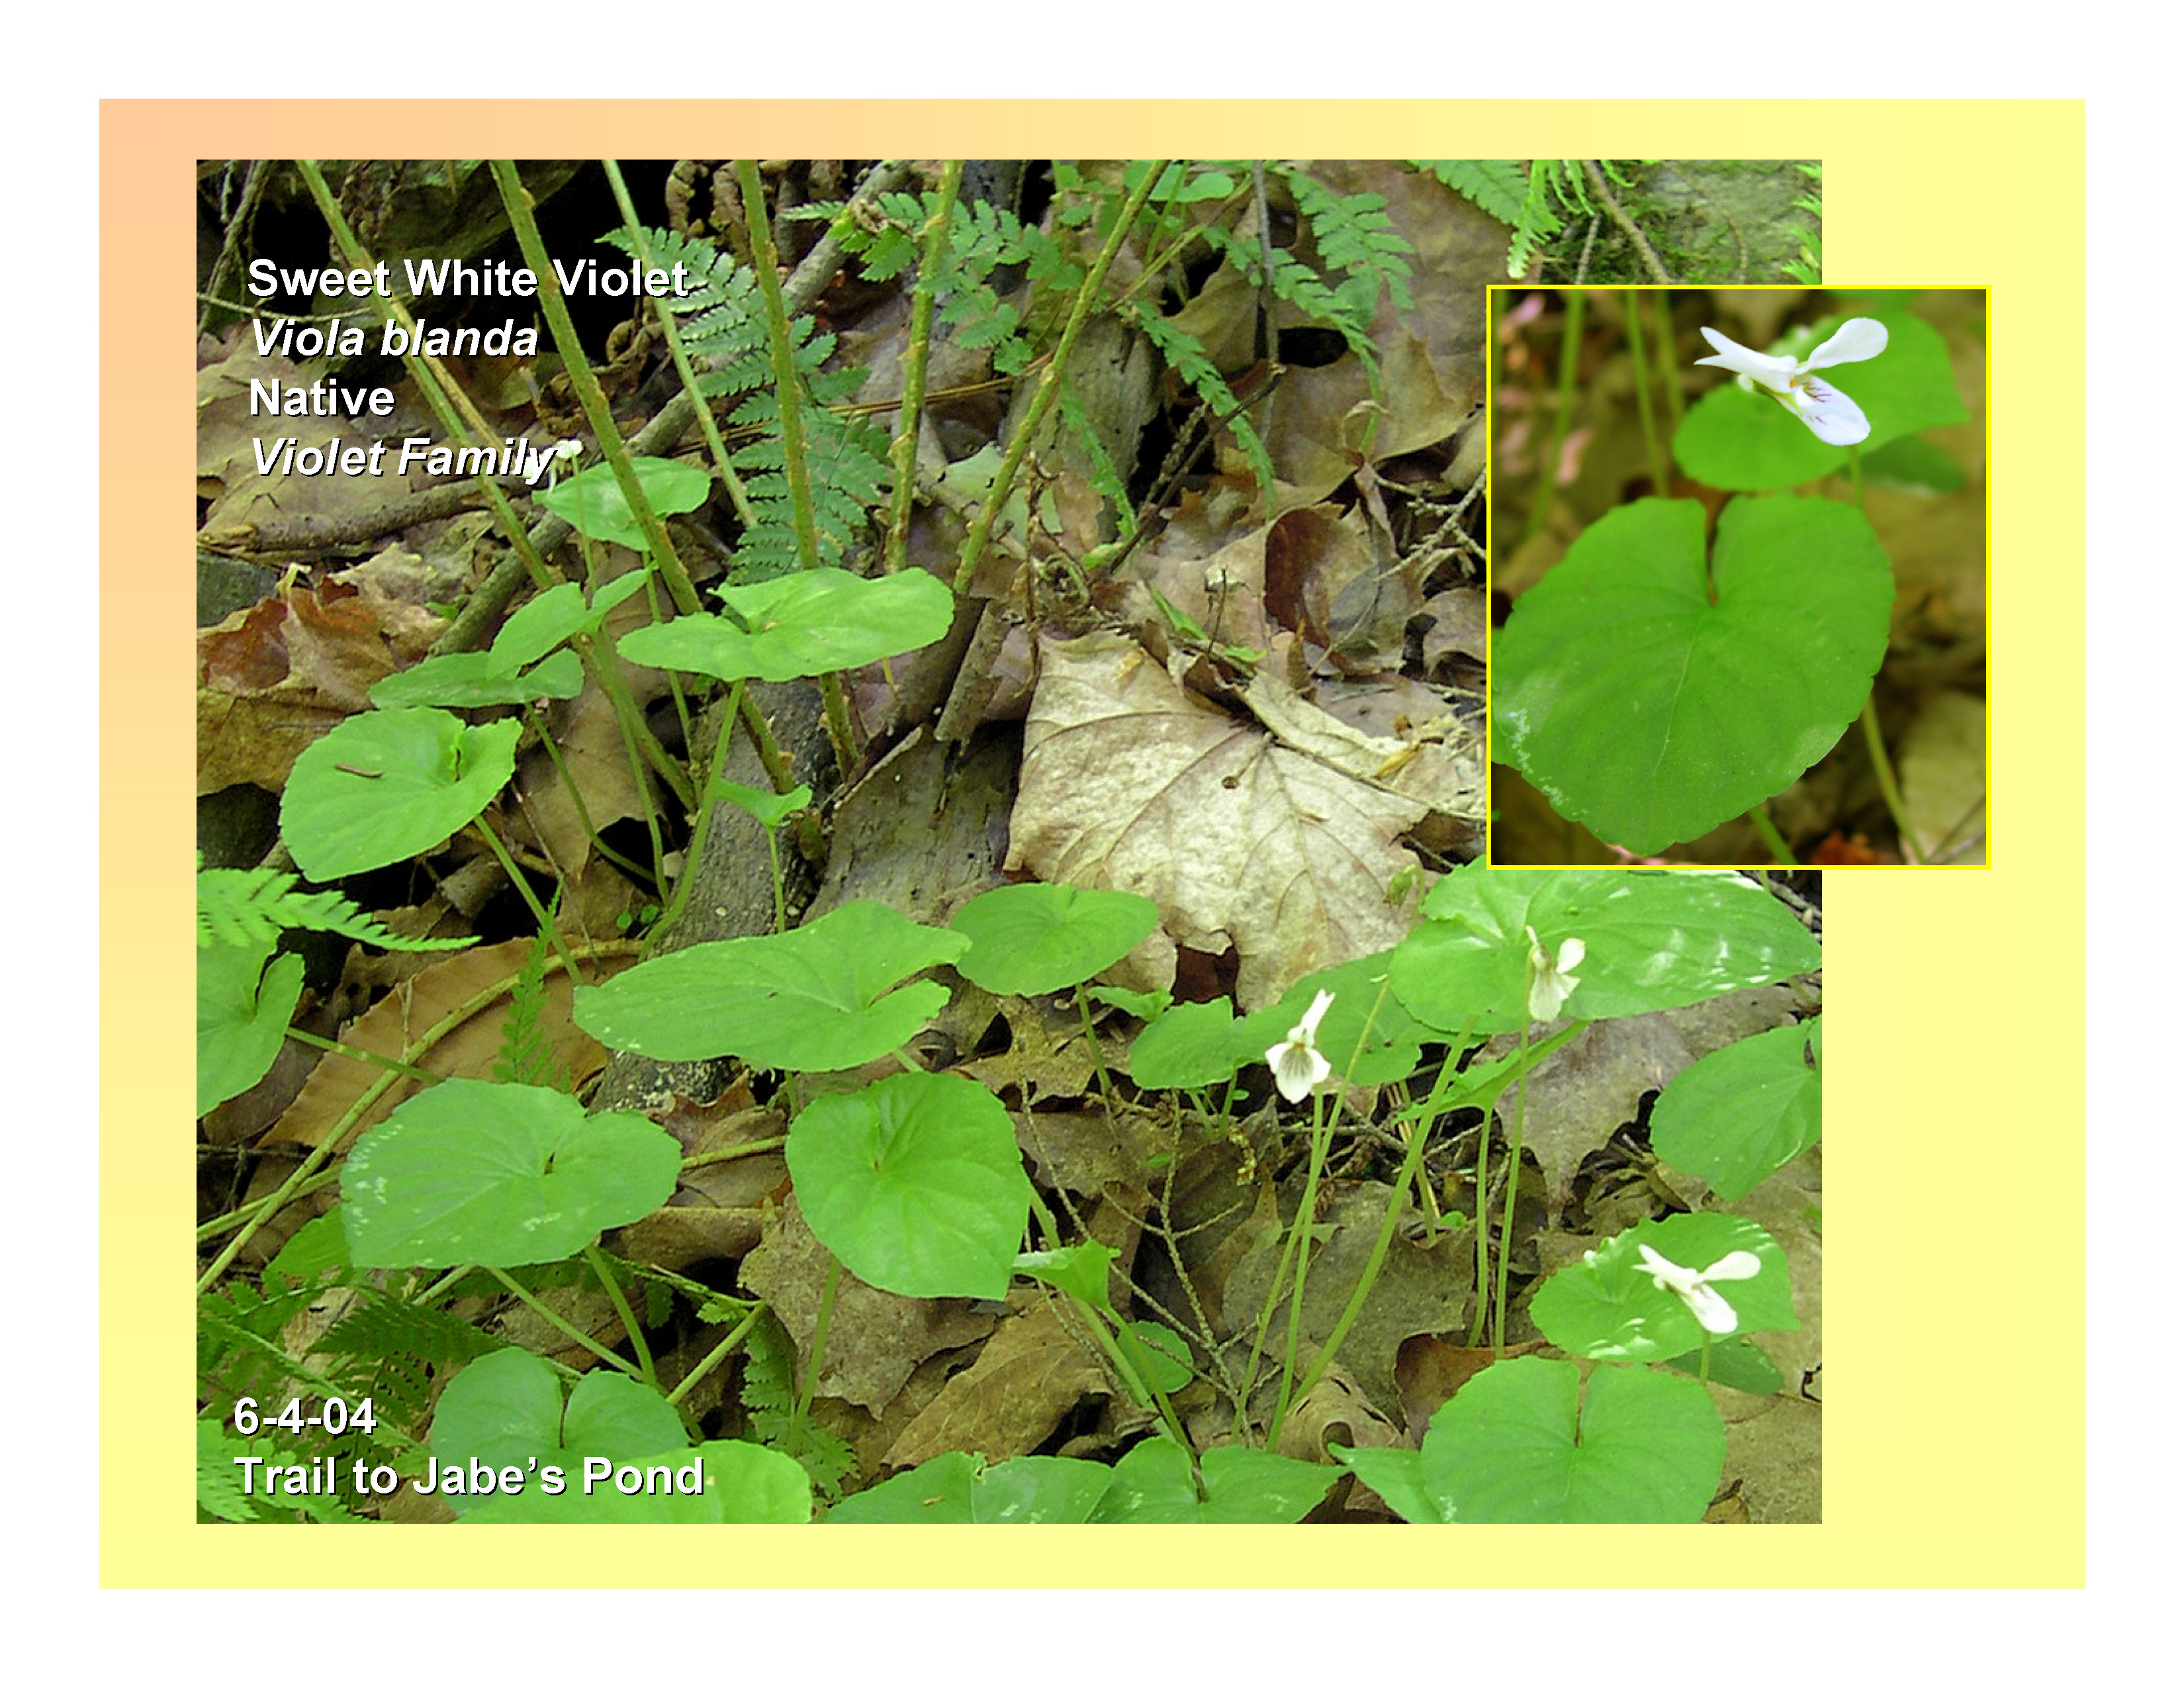 Sweet White Violet
Viola blanda
Native
Violet Family
6-4-04
Trail to Jabe’s Pond